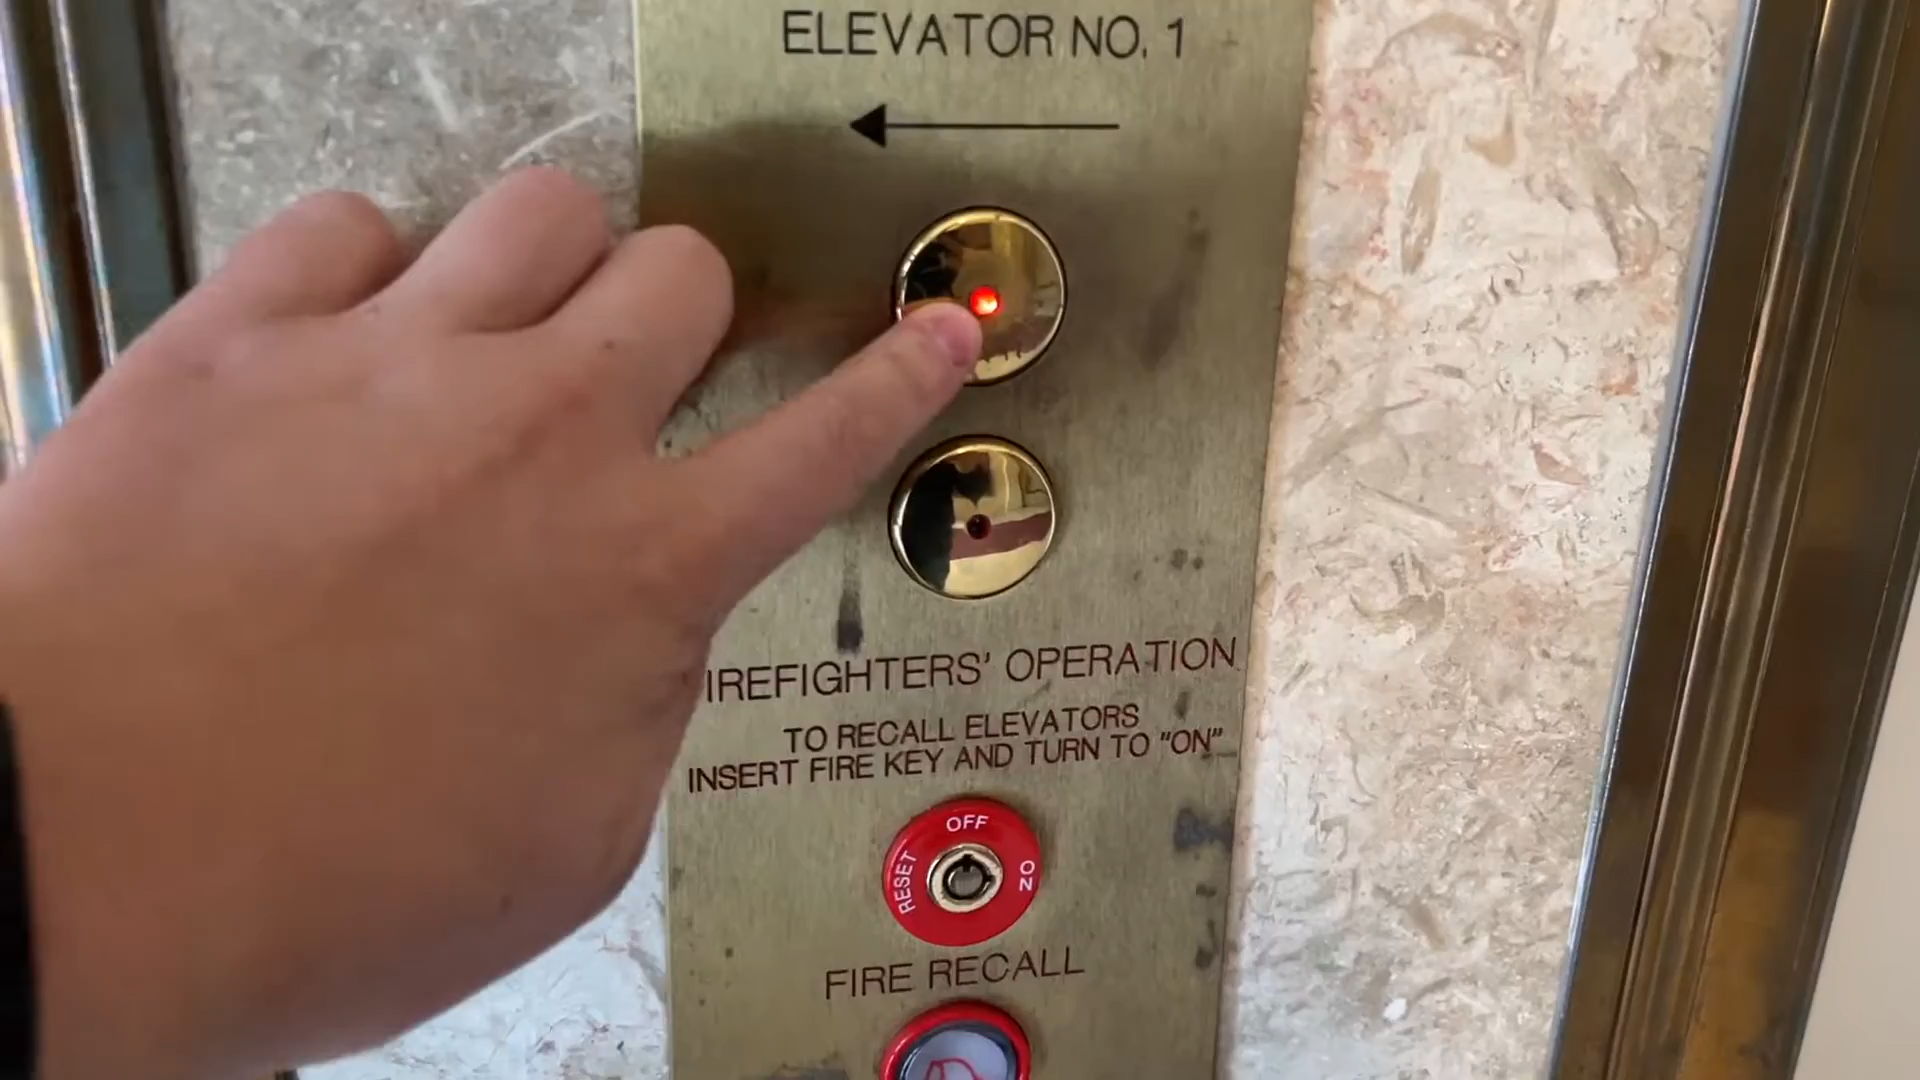 ELEVATOR NO. 1
IREFIGHTERS' OPERATION
TO RECALL ELEVATORS
INSERT FIRE KEY AND TURN TO "ON"
OFF
RESET
ON
FIRE RECALL